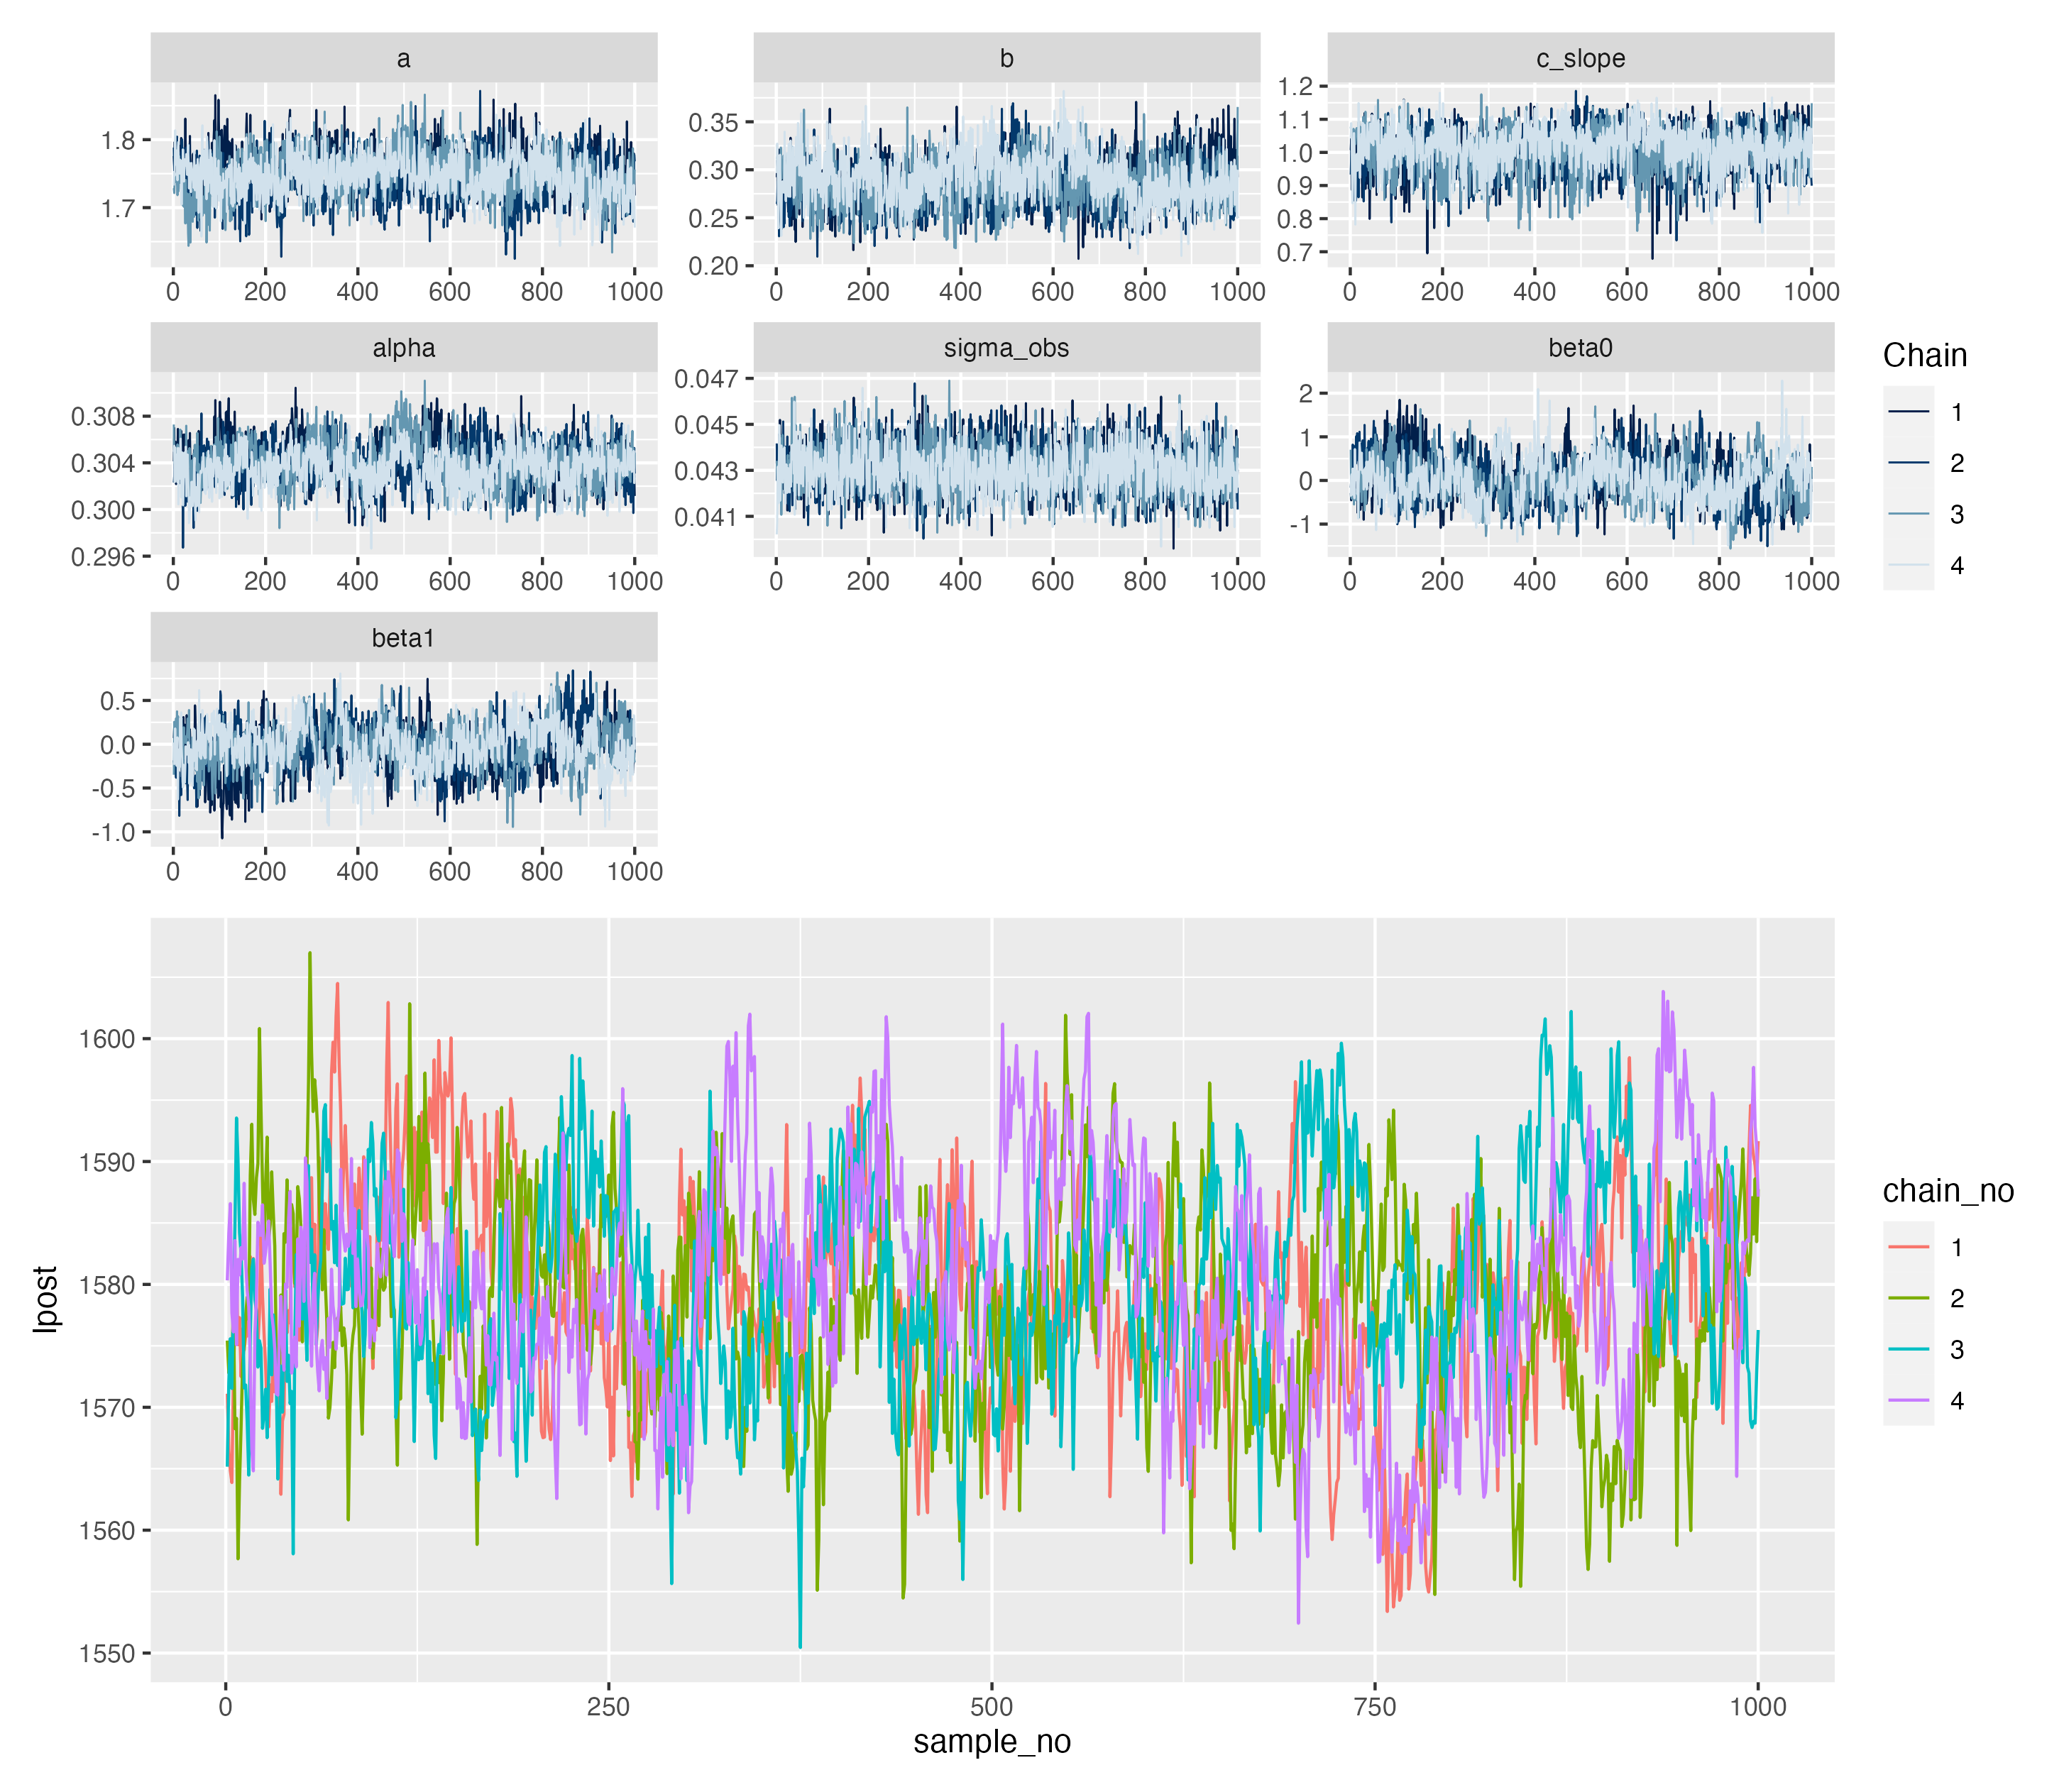 a b c_slope
1.8
1.7
0 200 400 600 800 1000
0.35
0.30
0.25
0.20
0 200 400 600 800 1000
1.2
1.1
1.0
0.9
0.8
0.7
0 200 400 600 800 1000
alpha sigma_obs beta0
0.308
0.304
0.300
0.296
0 200 400 600 800 1000
0.047
0.045
0.043
0.041
0 200 400 600 800 1000
2
1
0
-1
0 200 400 600 800 1000
Chain
1
2
3
4
beta1
0.5
0.0
-0.5
-1.0
0 200 400 600 800 1000
lpost
1600
1590
1580
1570
1560
1550
0 250 500 750 1000
sample_no
chain_no
1
2
3
4